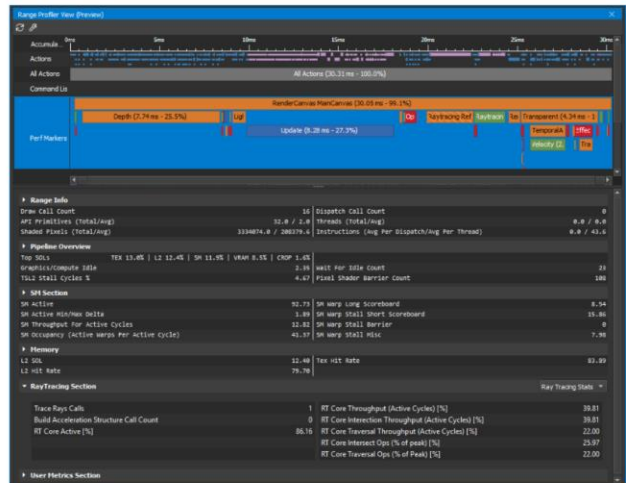 Range Profiler View (Preview)
0ms 5ms 10ms 15ms 20ms 25ms 30ms
Accumula...
Actions
All Actions All Actions (30.31 ms - 100.0%)
Command Lis
RenderCanvas MainCanvas (30.03 ms - 99.1%)
Depth (7.74 ms - 25.5%) Ligt Op Raytracing Ref Raytracin be Transparent (4.34 ms - 1
Perf Markers Update (8.28 ms - 27.3%) TemporalA Effec
Velocity (2. Tra
Range Info
Draw Call Count 16 Dispatch Call Count 0
API Primitives (Total/Avg) 32.0 / 2.0 Threads (Total/Avg) 0.0 / 0.0
Shaded Pixels (Total/Avg) 3334074.0 / 208379.6 Instructions (Avg Per Dispatch/Avg Per Thread) 0.0 / 43.6
Pipeline Overview
Top SOLs TEX 13.0% | L2 12.4% | SM 11.9% | VRAM 8.5% | CROP 1.6%
Graphics/Compute Idle 2.35 Wait For Idle Count 23
TSL2 Stall Cycles % 4.67 Pixel Shader Barrier Count 108
SM Section
SM Active 92.73 SM Warp Long Scoreboard 8.54
SM Active Min/Max Delta 1.89 SM Warp Stall Short Scoreboard 15.86
SM Throughput For Active Cycles 12.82 SM Warp Stall Barrier 0
SM Occupancy (Active Warps Per Active Cycle) 41.37 SM Warp Stall Misc 7.98
Memory
L2 SOL 12.40 Tex Hit Rate 83.89
L2 Hit Rate 79.70
RayTracing Section Ray Tracing Stats
Trace Rays Calls 1 RT Core Throughput (Active Cycles) [%] 39.81
Build Acceleration Structure Call Count 0 RT Core Interection Throughput (Active Cycles) [%] 39.81
RT Core Active [%] 86.16 RT Core Traversal Throughput (Active Cycles) [%] 22.00
RT Core Intersect Ops (% of peak) [%] 25.97
RT Core Traversal Ops (% of Peak) [%] 22.00
User Metrics Section